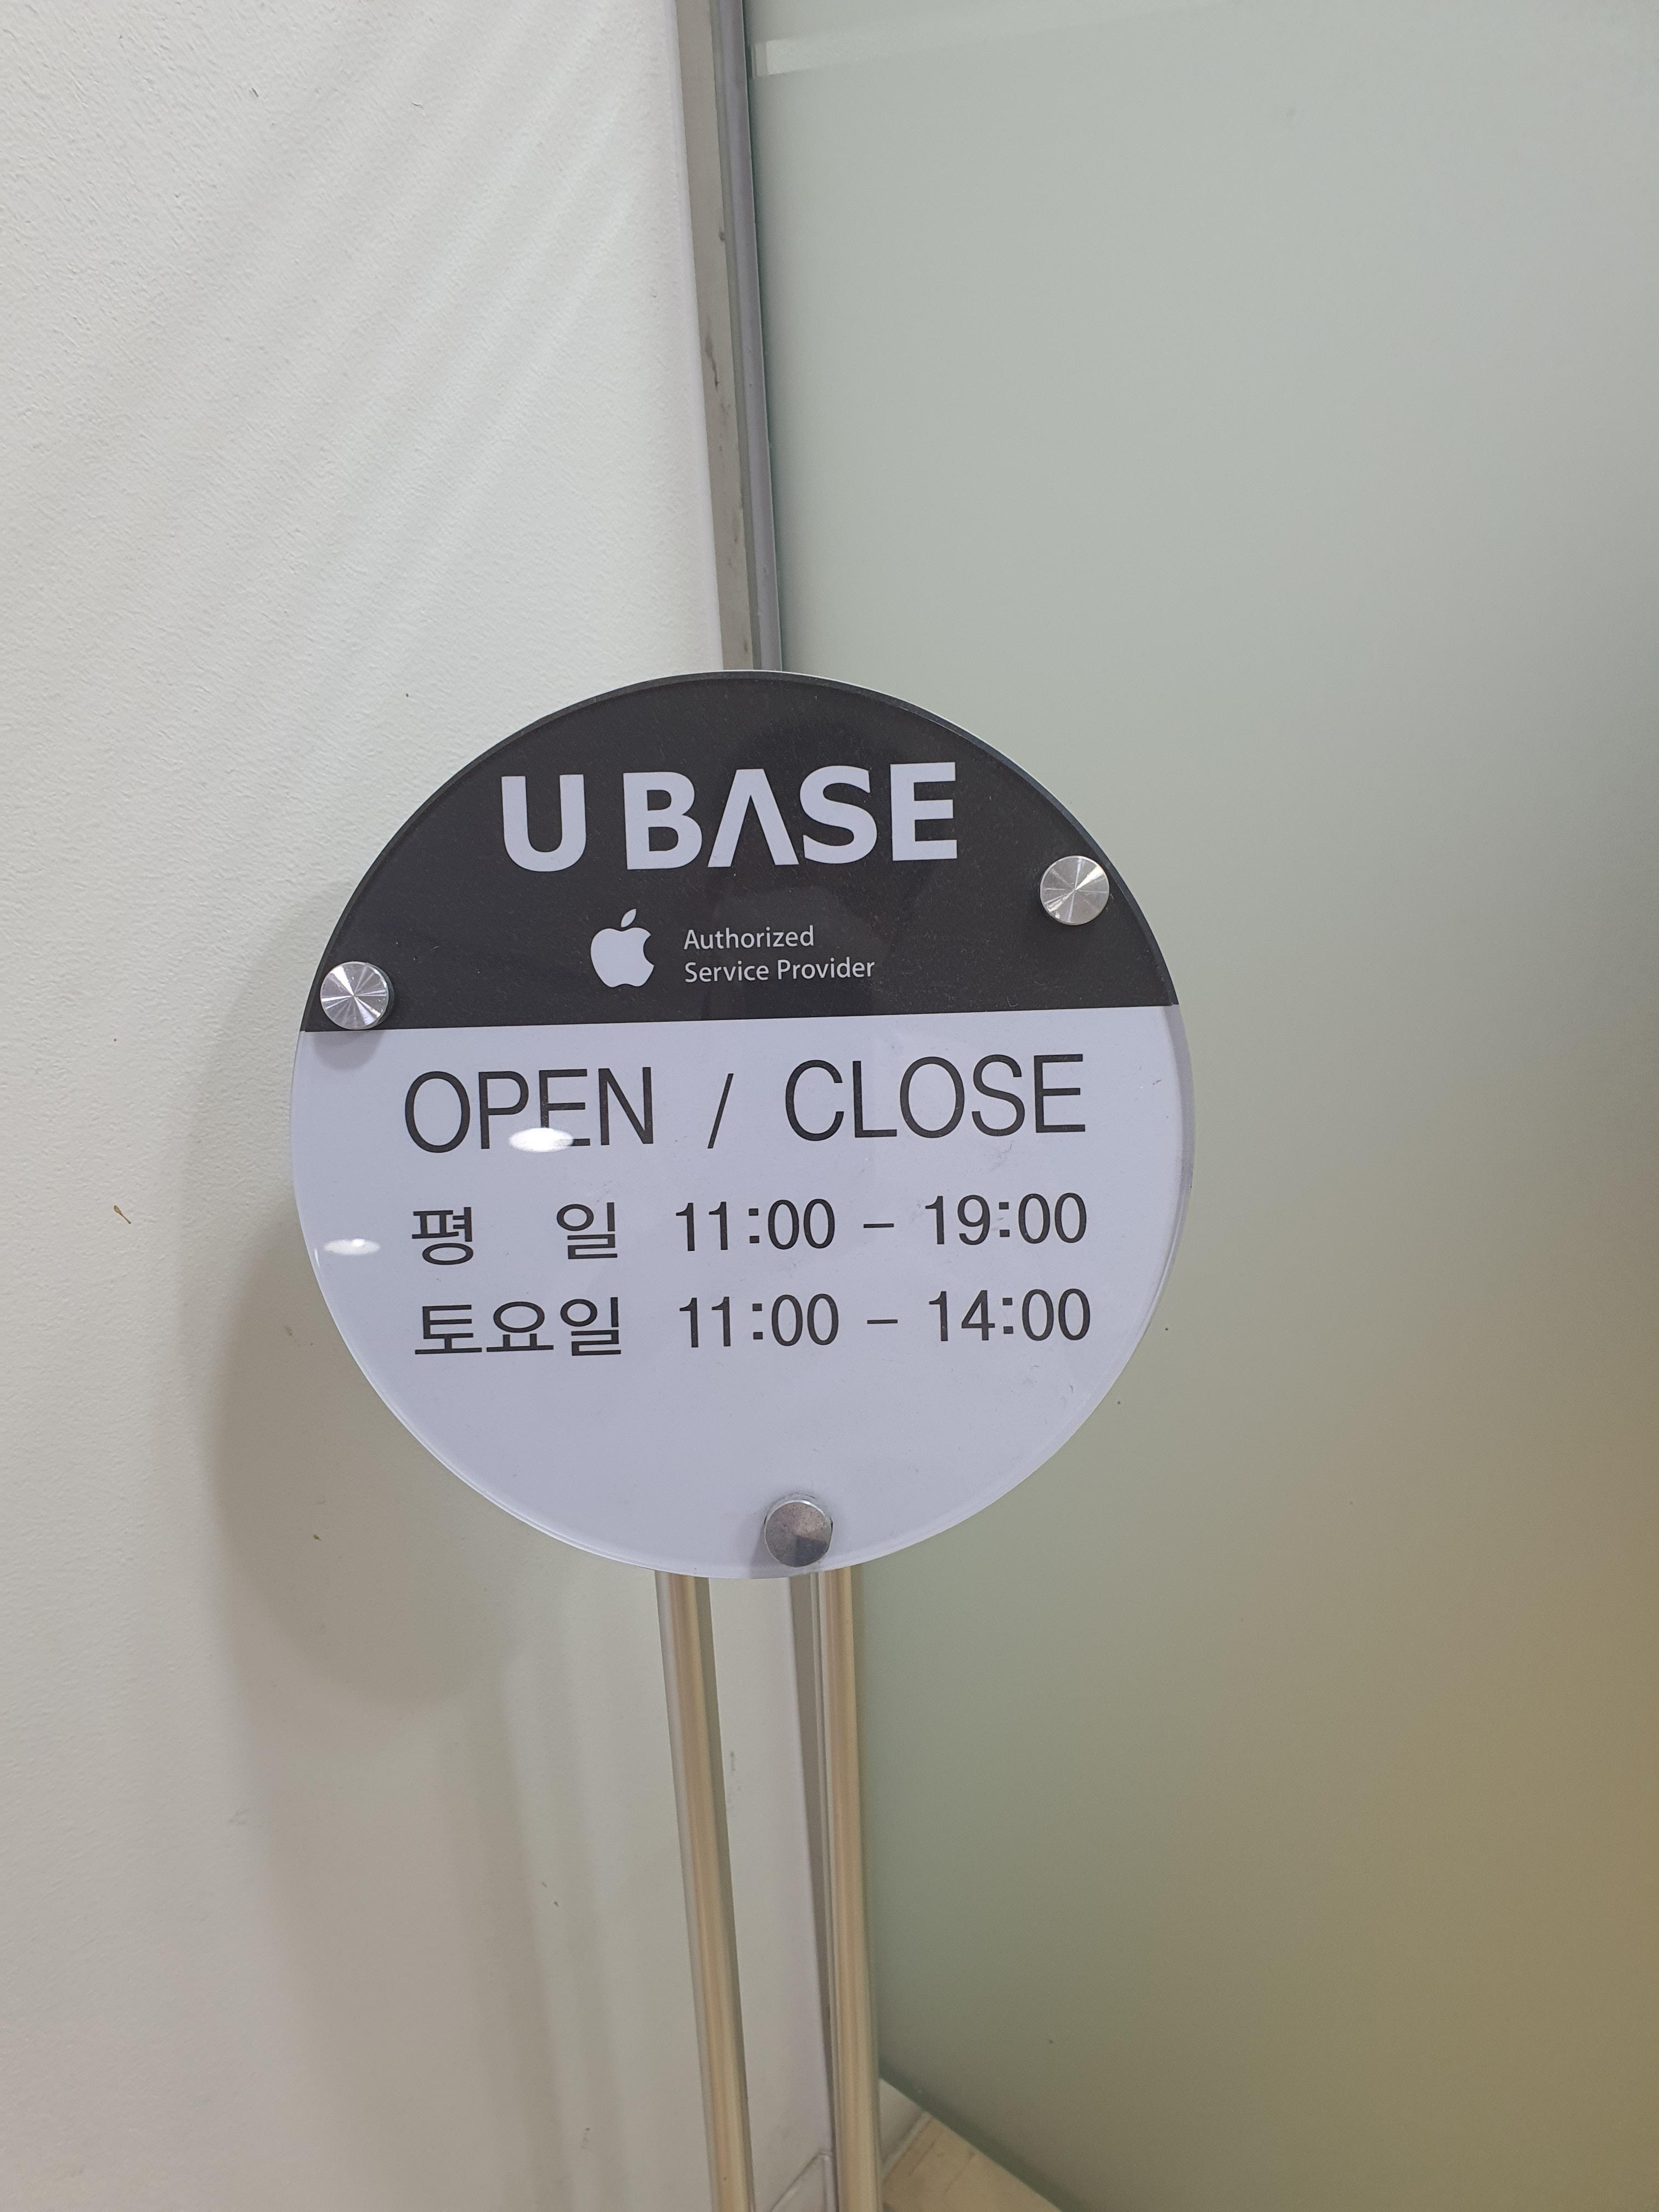 U BASE
Authorized
Service Provider
OPEN / CLOSE
평 일 11:00 - 19:00
토요일 11:00 - 14:00